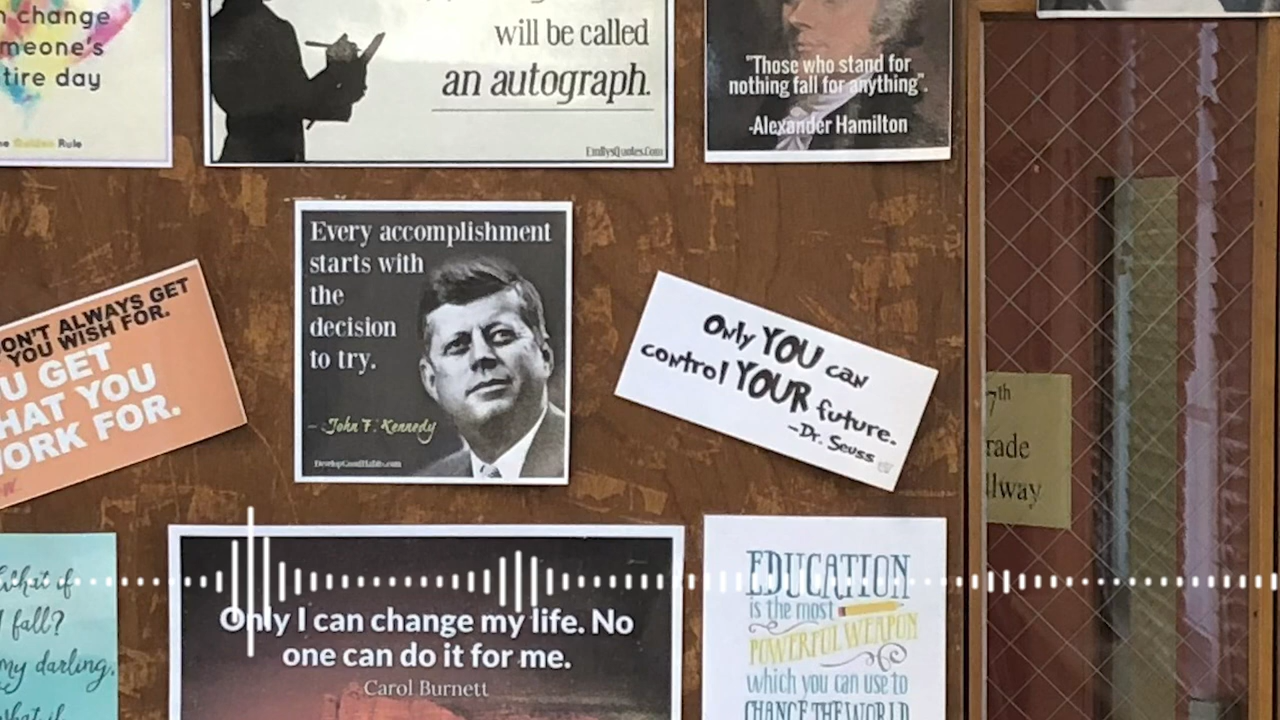 change
meone's
tire day
Rule
will be called
an autograph.
EmilysQuotes.Com
"Those who stand for
nothing fall for anything".
-Alexander Hamilton
Every accomplishment
starts with
the
decision
to try.
- John F. Kennedy
DevelopGoodHabits.com
ON'T ALWAYS GET
YOU WISH FOR.
U GET
HAT YOU
WORK FOR.
Only YOU can
control YOUR future.
-Dr. Seuss
7th
rade
llway
What if
I fall?
my darling,
what if
Only I can change my life. No
one can do it for me.
Carol Burnett
EDUCATION
is the most
POWERFUL WEAPON
which you can use to
CHANGE THE WORLD